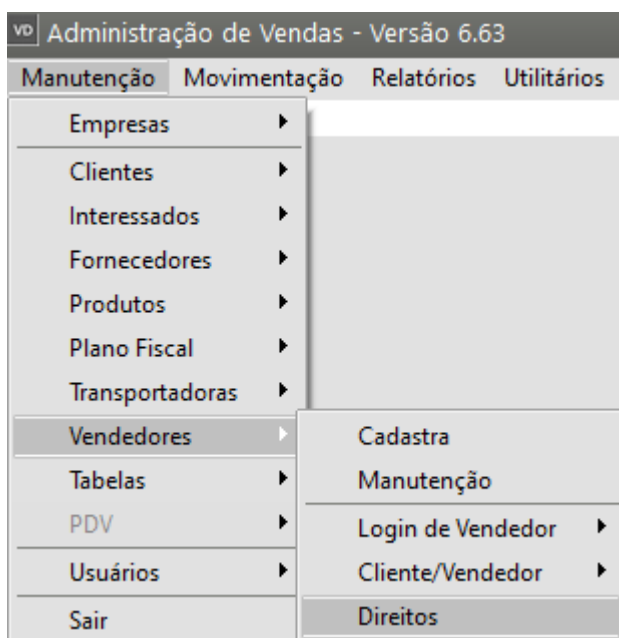 VD Administração de Vendas - Versão 6.63
Manutenção Movimentação Relatórios Utilitários
Empresas
Clientes
Interessados
Fornecedores
Produtos
Plano Fiscal
Transportadoras
Vendedores
Tabelas
PDV
Usuários
Sair
Cadastra
Manutenção
Login de Vendedor
Cliente/Vendedor
Direitos